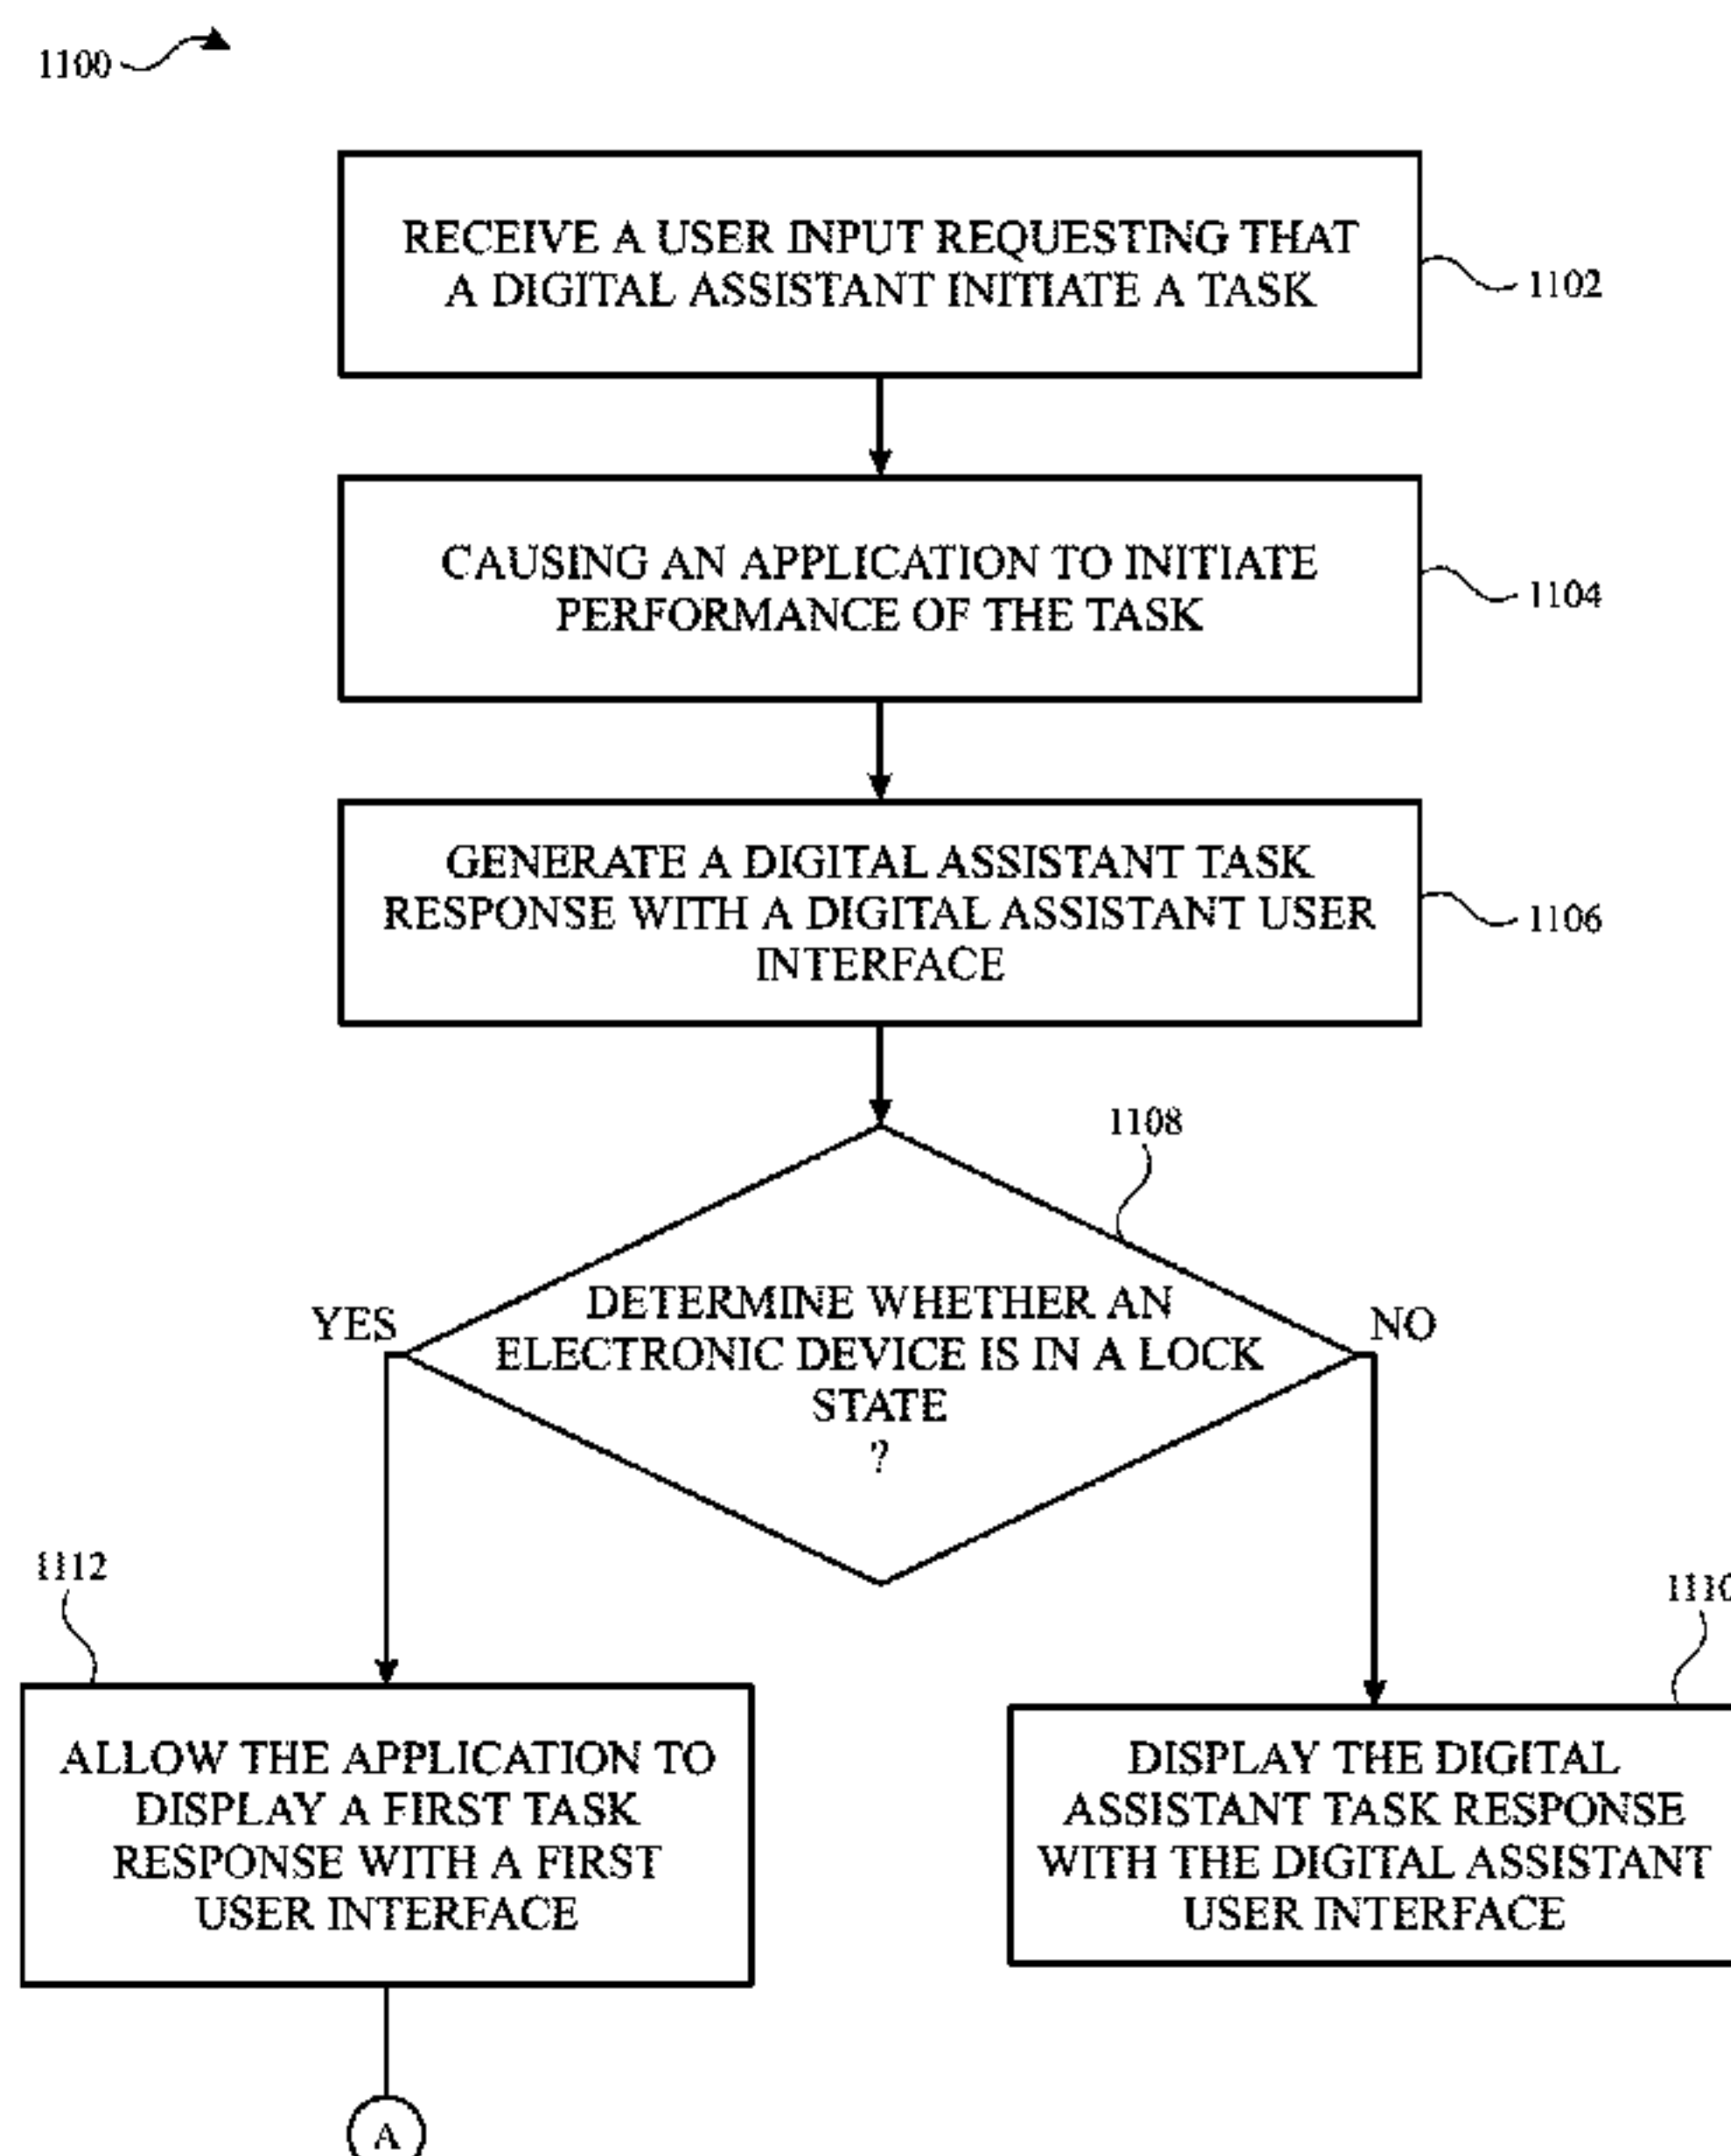 1100
RECEIVE A USER INPUT REQUESTING THAT
A DIGITAL ASSISTANT INITIATE A TASK
1102
CAUSING AN APPLICATION TO INITIATE
PERFORMANCE OF THE TASK
1104
GENERATE A DIGITAL ASSISTANT TASK
RESPONSE WITH A DIGITAL ASSISTANT USER
INTERFACE
1106
1108
DETERMINE WHETHER AN
ELECTRONIC DEVICE IS IN A LOCK
STATE
?
YES
NO
1112
ALLOW THE APPLICATION TO
DISPLAY A FIRST TASK
RESPONSE WITH A FIRST
USER INTERFACE
1110
DISPLAY THE DIGITAL
ASSISTANT TASK RESPONSE
WITH THE DIGITAL ASSISTANT
USER INTERFACE
A